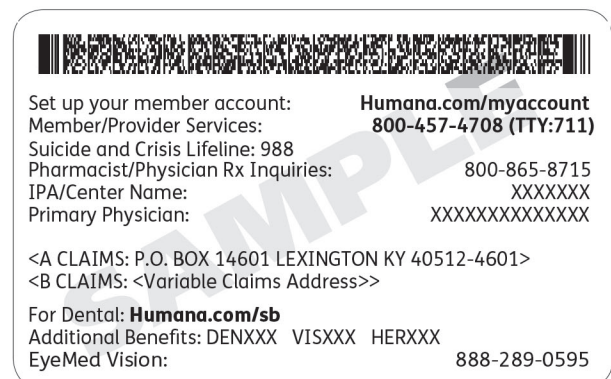 Set up your member account: Humana.com/myaccount
Member/Provider Services: 800-457-4708 (TTY:711)
Suicide and Crisis Lifeline: 988
Pharmacist/Physician Rx Inquiries: 800-865-8715
IPA/Center Name: XXXXXXX
Primary Physician: XXXXXXXXXXXXXX
<A CLAIMS: P.O. BOX 14601 LEXINGTON KY 40512-4601>
<B CLAIMS: <Variable Claims Address>>
For Dental: Humana.com/sb
Additional Benefits: DENXXX VISXXX HERXXX
EyeMed Vision: 888-289-0595
SAMPLE